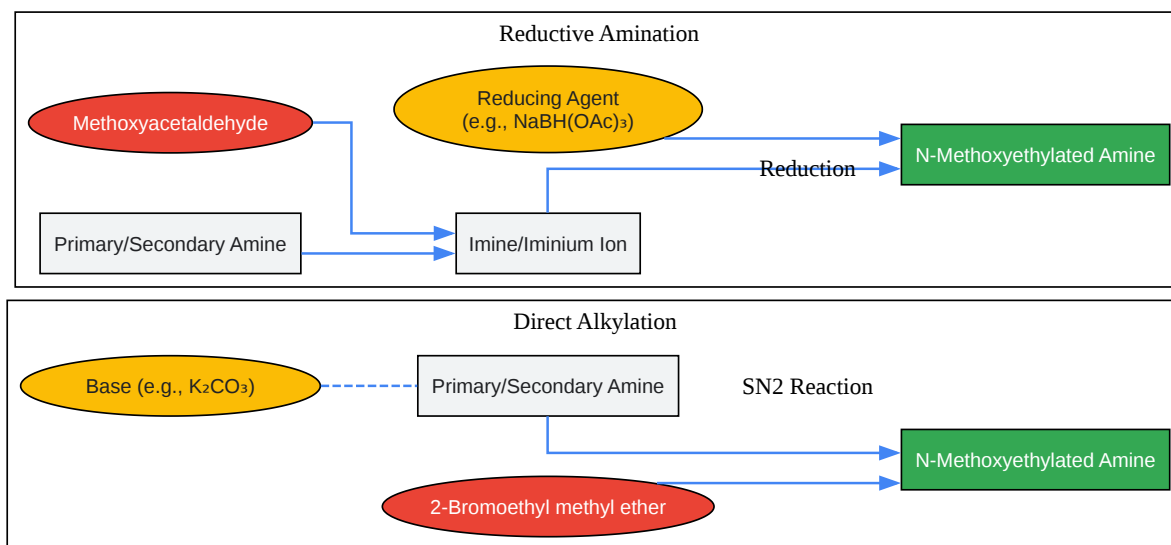 Reductive Amination
Methoxyacetaldehyde
Reducing Agent
(e.g., NaBH(OAc)₃)
N-Methoxyethylated Amine
Reduction
Primary/Secondary Amine
Imine/Iminium Ion
Direct Alkylation
Base (e.g., K₂CO₃)
Primary/Secondary Amine
SN2 Reaction
N-Methoxyethylated Amine
2-Bromoethyl methyl ether